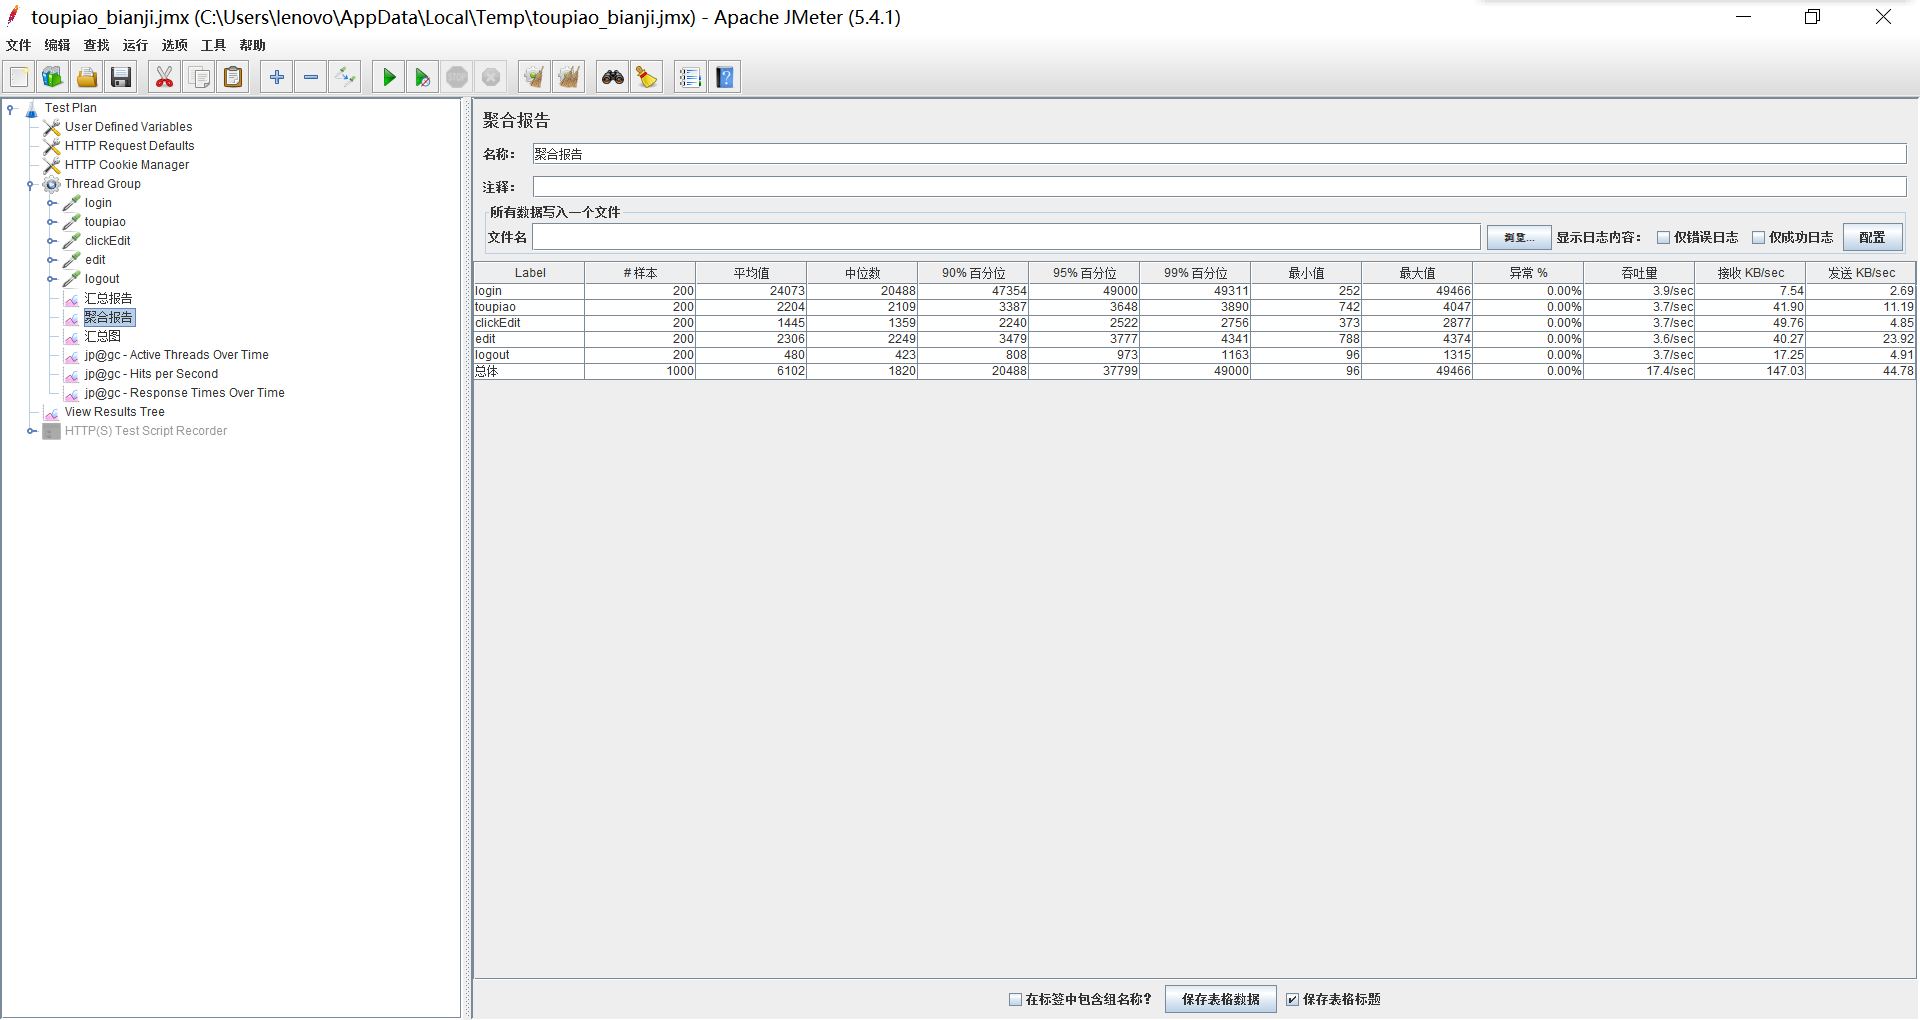 toupiao_bianji.jmx (C:\Users\lenovo\AppData\Local\Temp\toupiao_bianji.jmx) - Apache JMeter (5.4.1)
文件 编辑 查找 运行 选项 工具 帮助
STOP
Test Plan
User Defined Variables
HTTP Request Defaults
HTTP Cookie Manager
Thread Group
login
toupiao
clickEdit
edit
logout
汇总报告
聚合报告
汇总图
jp@gc - Active Threads Over Time
jp@gc - Hits per Second
jp@gc - Response Times Over Time
View Results Tree
HTTP(S) Test Script Recorder
聚合报告
名称： 聚合报告
注释：
所有数据写入一个文件
文件名 浏览... 显示日志内容： 仅错误日志 仅成功日志 配置
Label # 样本 平均值 中位数 90% 百分位 95% 百分位 99% 百分位 最小值 最大值 异常 % 吞吐量 接收 KB/sec 发送 KB/sec
login 200 24073 20488 47354 49000 49311 252 49466 0.00% 3.9/sec 7.54 2.69
toupiao 200 2204 2109 3387 3648 3890 742 4047 0.00% 3.7/sec 41.90 11.19
clickEdit 200 1445 1359 2240 2522 2756 373 2877 0.00% 3.7/sec 49.76 4.85
edit 200 2306 2249 3479 3777 4341 788 4374 0.00% 3.6/sec 40.27 23.92
logout 200 480 423 808 973 1163 96 1315 0.00% 3.7/sec 17.25 4.91
总体 1000 6102 1820 20488 37799 49000 96 49466 0.00% 17.4/sec 147.03 44.78
在标签中包含组名称? 保存表格数据 保存表格标题